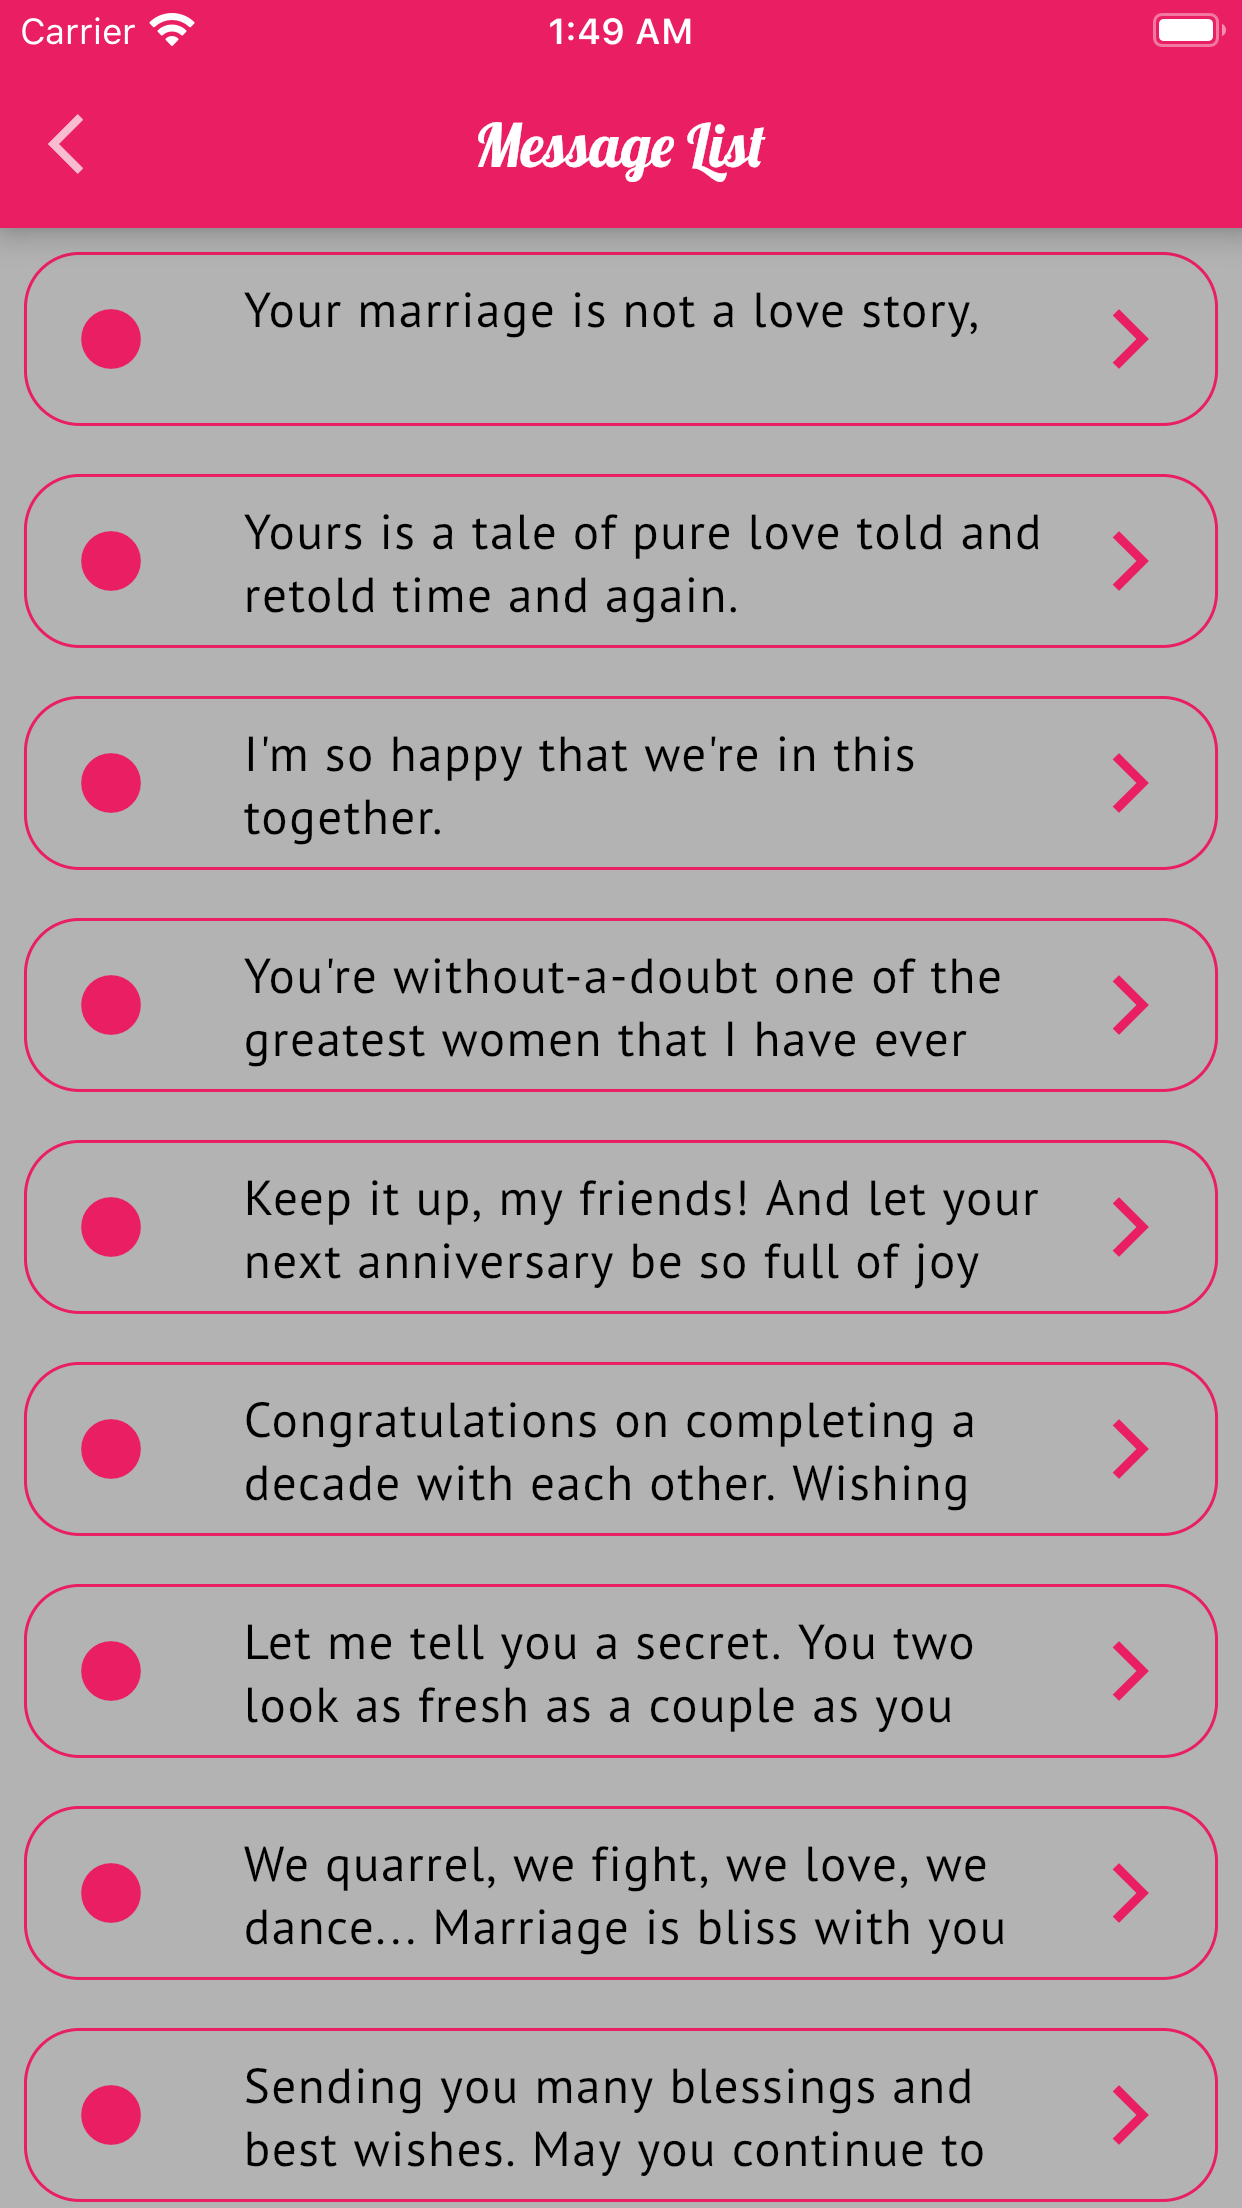 Carrier
1:49 AM
Message List
Your marriage is not a love story,
Yours is a tale of pure love told and
retold time and again.
I'm so happy that we're in this
together.
You're without-a-doubt one of the
greatest women that I have ever
Keep it up, my friends! And let your
next anniversary be so full of joy
Congratulations on completing a
decade with each other. Wishing
Let me tell you a secret. You two
look as fresh as a couple as you
We quarrel, we fight, we love, we
dance... Marriage is bliss with you
Sending you many blessings and
best wishes. May you continue to